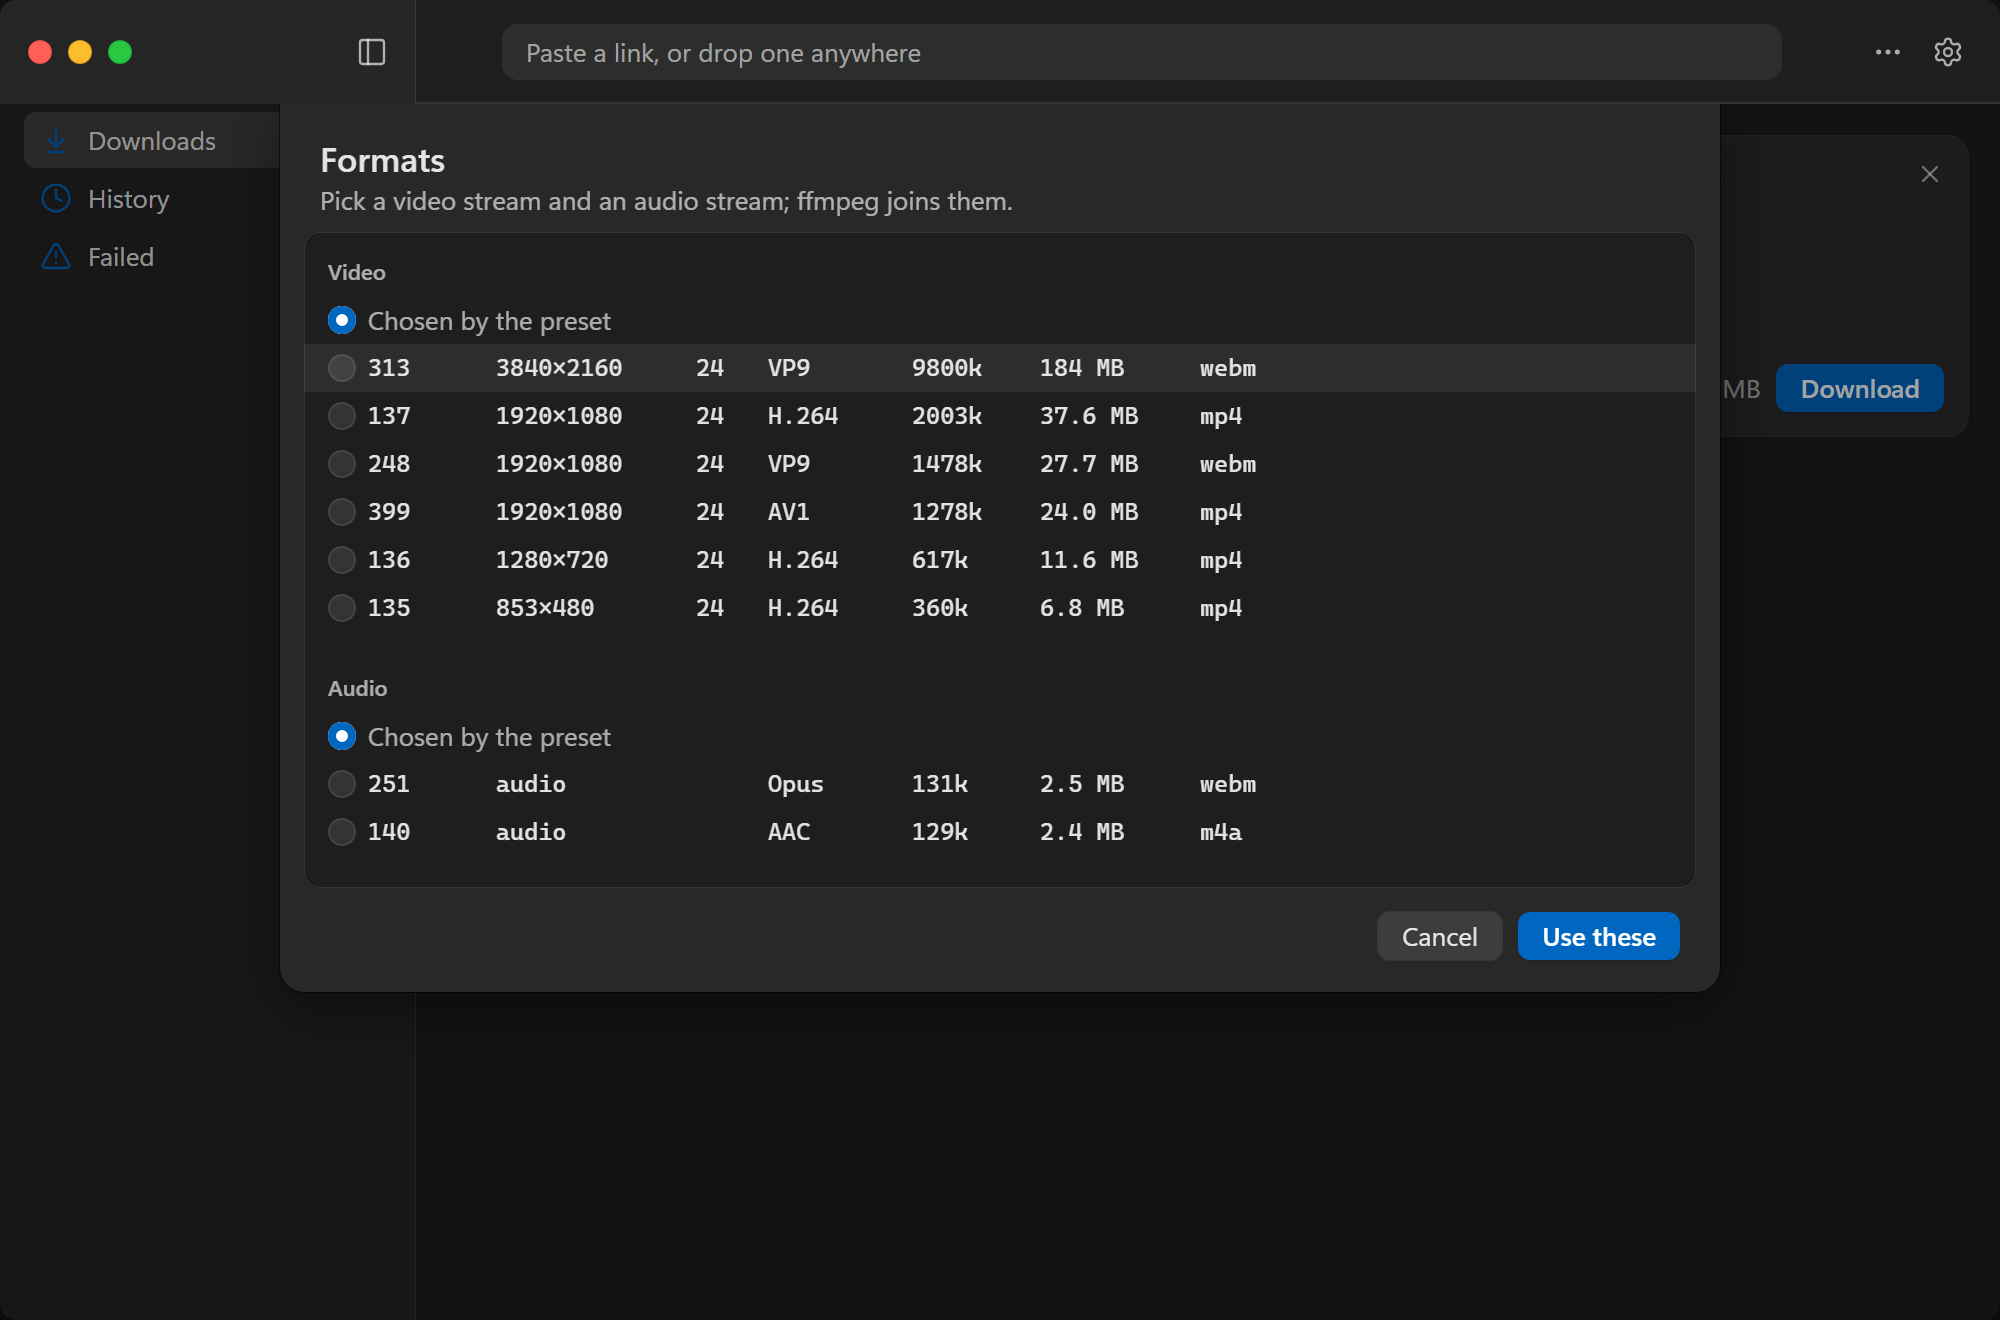 Paste a link, or drop one anywhere
Downloads
History
Failed
Formats
Pick a video stream and an audio stream; ffmpeg joins them.
Video
Chosen by the preset
313 3840×2160 24 VP9 9800k 184 MB webm
137 1920×1080 24 H.264 2003k 37.6 MB mp4
248 1920×1080 24 VP9 1478k 27.7 MB webm
399 1920×1080 24 AV1 1278k 24.0 MB mp4
136 1280×720 24 H.264 617k 11.6 MB mp4
135 853×480 24 H.264 360k 6.8 MB mp4
Audio
Chosen by the preset
251 audio Opus 131k 2.5 MB webm
140 audio AAC 129k 2.4 MB m4a
Cancel Use these
MB Download